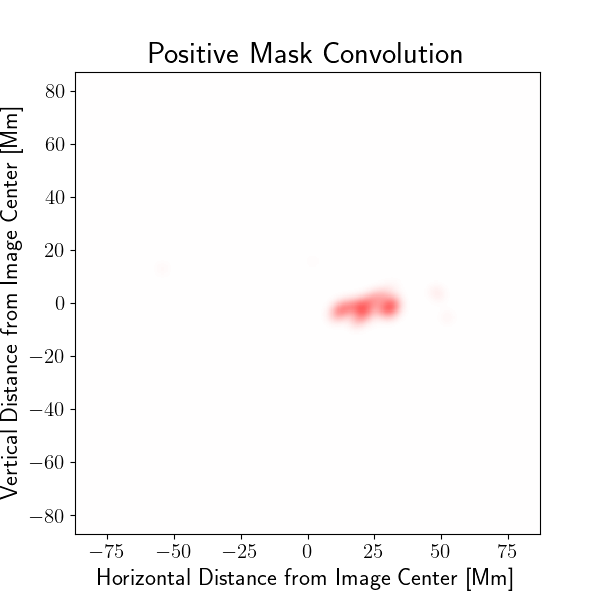 Positive Mask Convolution
Vertical Distance from Image Center [Mm]
80
60
40
20
0
−20
−40
−60
−80
−75 −50 −25 0 25 50 75
Horizontal Distance from Image Center [Mm]